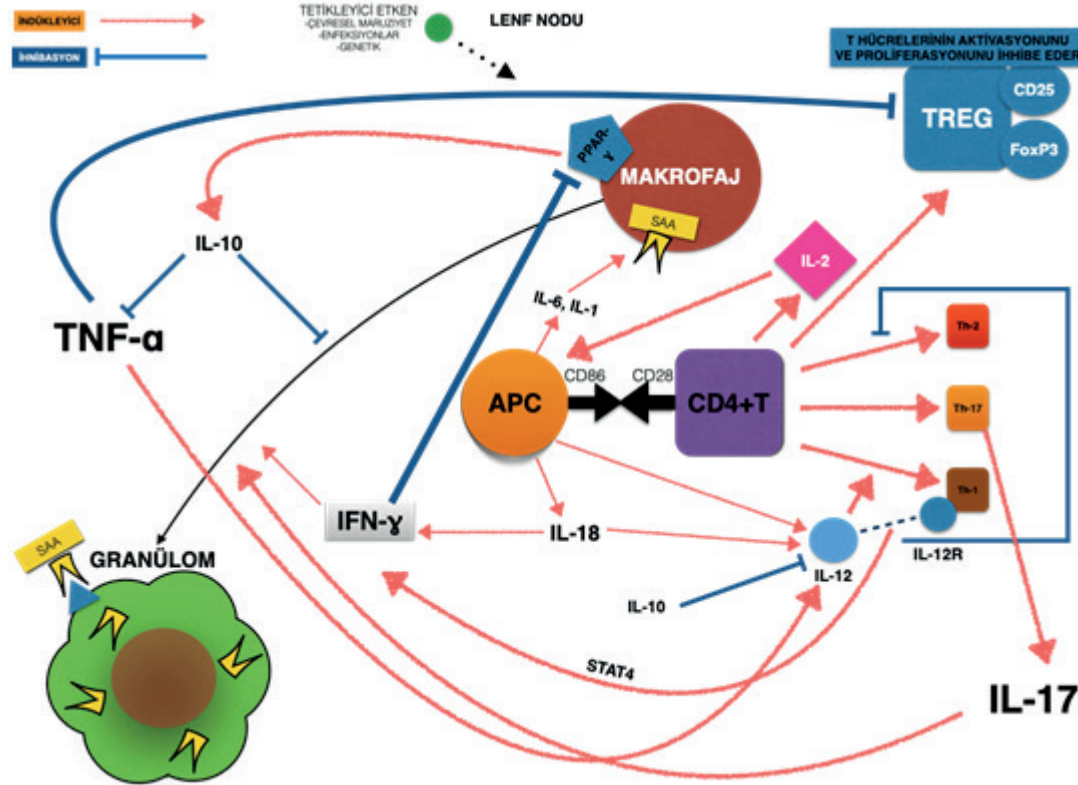 İNDÜKLEYİCİ
İHNİBASYON
TETİKLEYİCİ ETKEN
-ÇEVRESEL MARUZİYET
-ENFEKSİYONLAR
-GENETİK
LENF NODU
T HÜCRELERİNİN AKTİVASYONUNU
VE PROLİFERASYONUNU İHHİBE EDER
TREG
CD25
FoxP3
PPAR-
ɣ
MAKROFAJ
SAA
IL-10
IL-2
IL-6, IL-1
TNF-α
Th-2
CD86
CD28
APC
CD4+T
Th-17
Th-1
IFN-ɣ
IL-18
IL-12R
IL-12
SAA
GRANÜLOM
IL-10
STAT4
IL-17